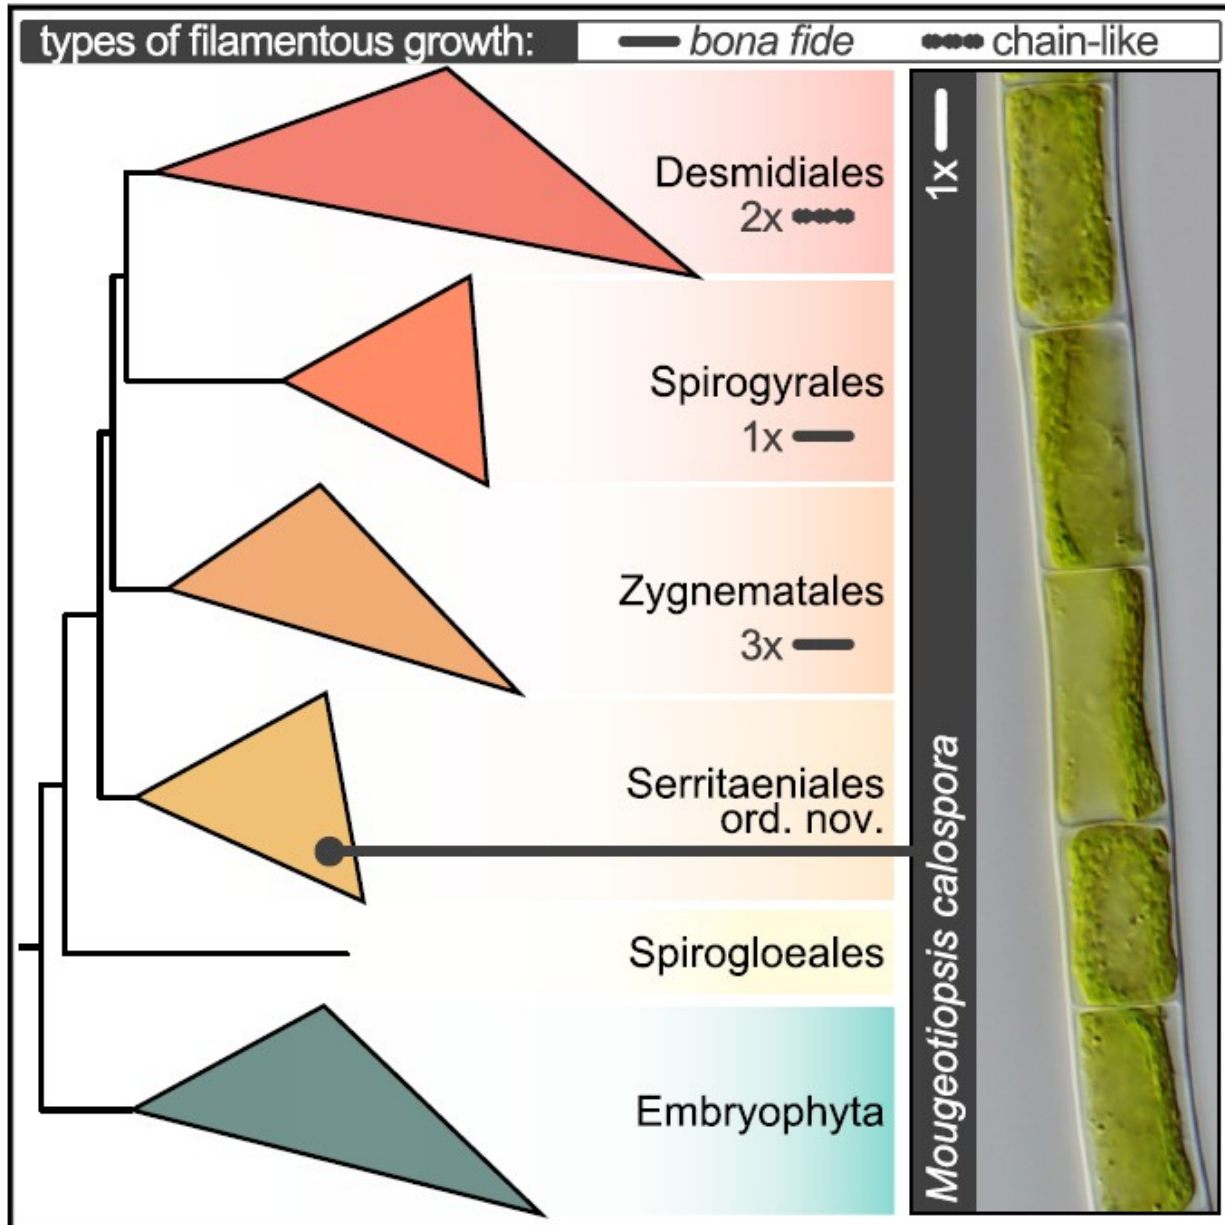 types of filamentous growth: bona fide chain-like
Desmidiales
2x
Spirogyrales
1x
Zygnematales
3x
Serritaeniales
ord. nov.
Spirogloeales
Embryophyta
1x
Mougeotiopsis calospora